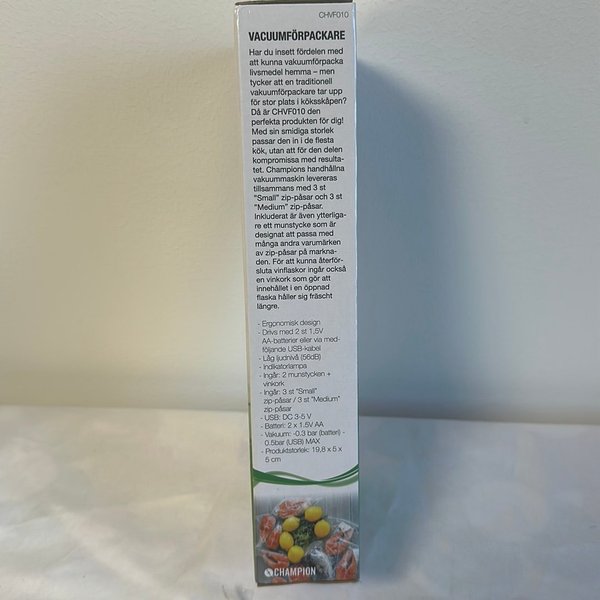 CHVF010
VACUUMFÖRPACKARE
Har du insett fördelen med
att kunna vakuumförpacka
livsmedel hemma – men
tycker att en traditionell
vakuumförpackare tar upp
för stor plats i köksskåpen?
Då är CHVF010 den
perfekta produkten för dig!
Med sin smidiga storlek
passar den in i de flesta
kök, utan att för den delen
kompromissa med resulta-
tet. Champions handhållna
vakuummaskin levereras
tillsammans med 3 st
"Small" zip-påsar och 3 st
"Medium" zip-påsar.
Inkluderat är även ytterliga-
re ett munstycke som är
designat att passa med
många andra varumärken
av zip-påsar på markna-
den. För att kunna återför-
sluta vinflaskor ingår också
en vinkork som gör att
innehållet i en öppnad
flaska håller sig fräscht
längre.
- Ergonomisk design
- Drivs med 2 st 1,5V
AA-batterier eller via med-
följande USB-kabel
- Låg ljudnivå (56dB)
- Indikatorlampa
- Ingår: 2 munstycken +
vinkork
- Ingår: 3 st "Small"
zip-påsar / 3 st "Medium"
zip-påsar
- USB: DC 3-5 V
- Batteri: 2 x 1.5V AA
- Vakuum: -0.3 bar (batteri) -
0.5bar (USB) MAX
- Produktstorlek: 19,8 x 5 x
5 cm
CHAMPION